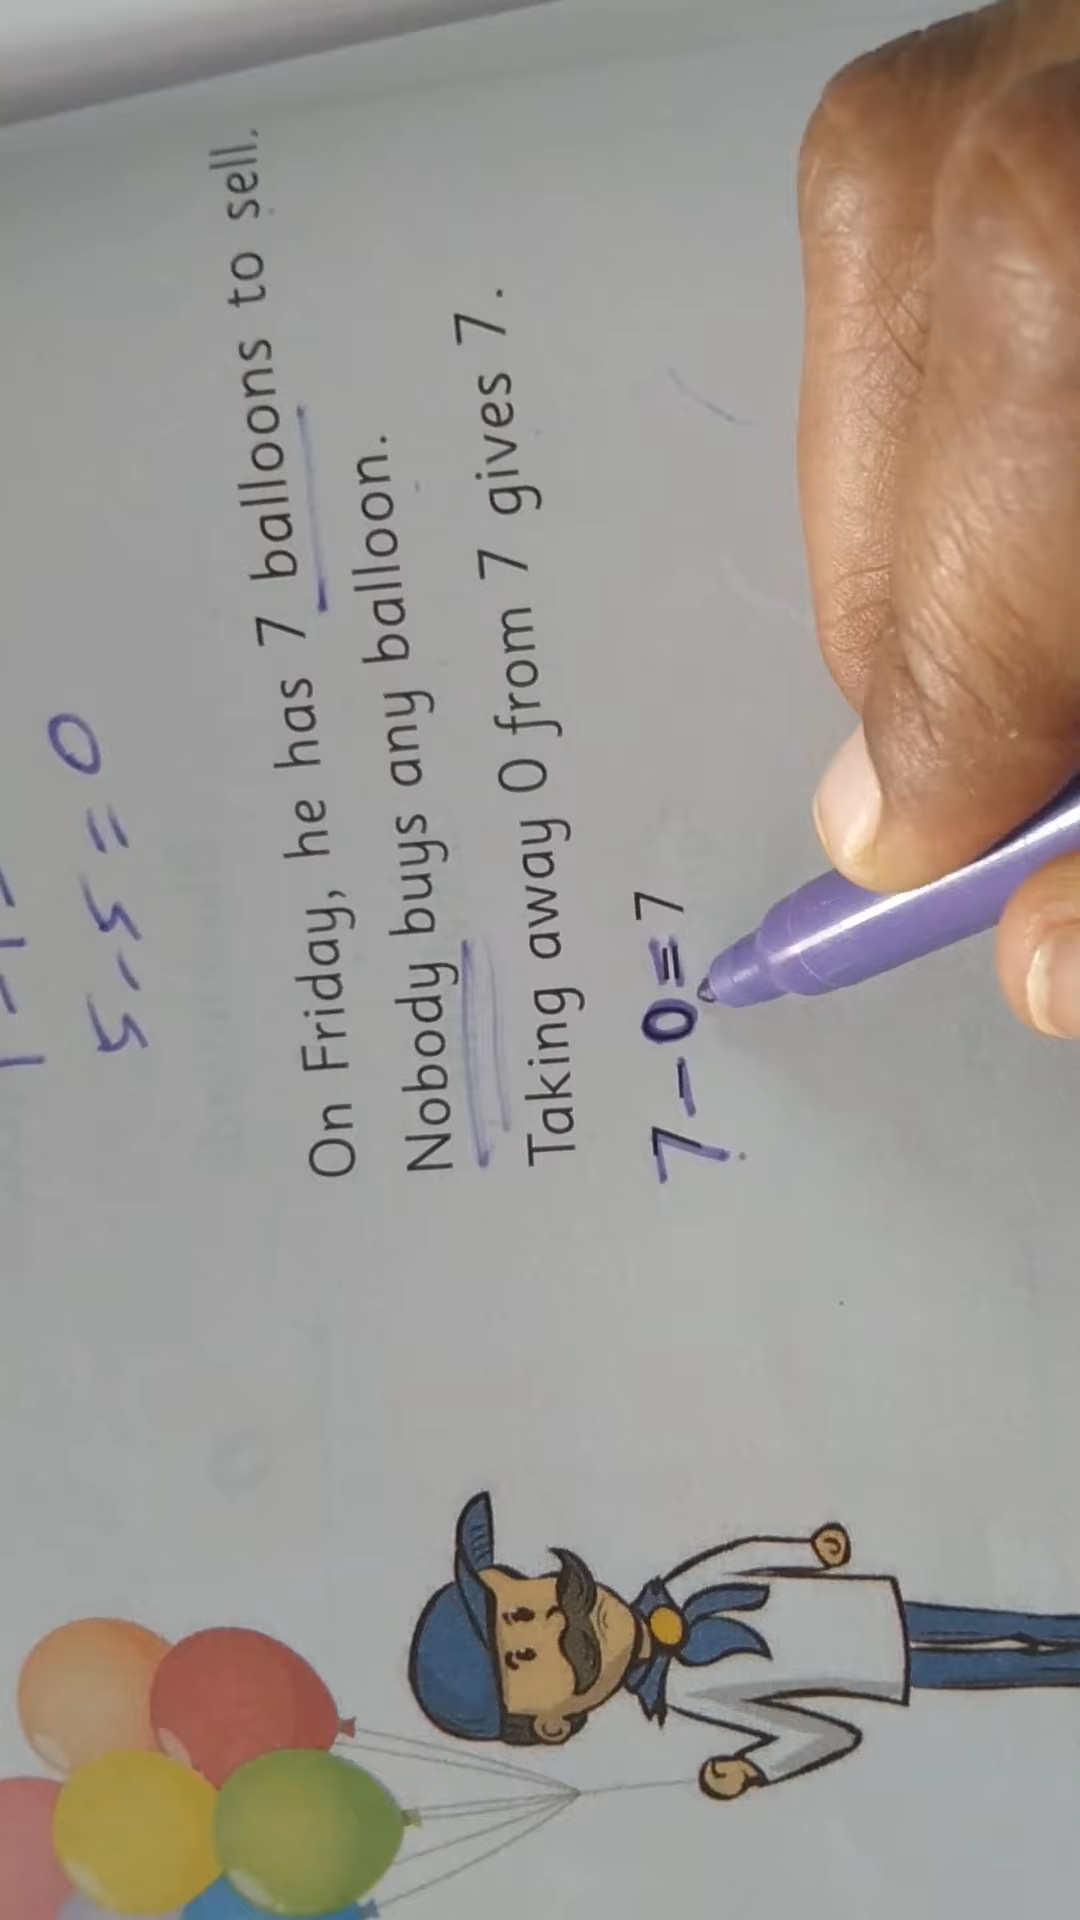 5 - 5 = 0
On Friday, he has 7 balloons to sell.
Nobody buys any balloon.
Taking away 0 from 7 gives 7.
7 - 0 = 7